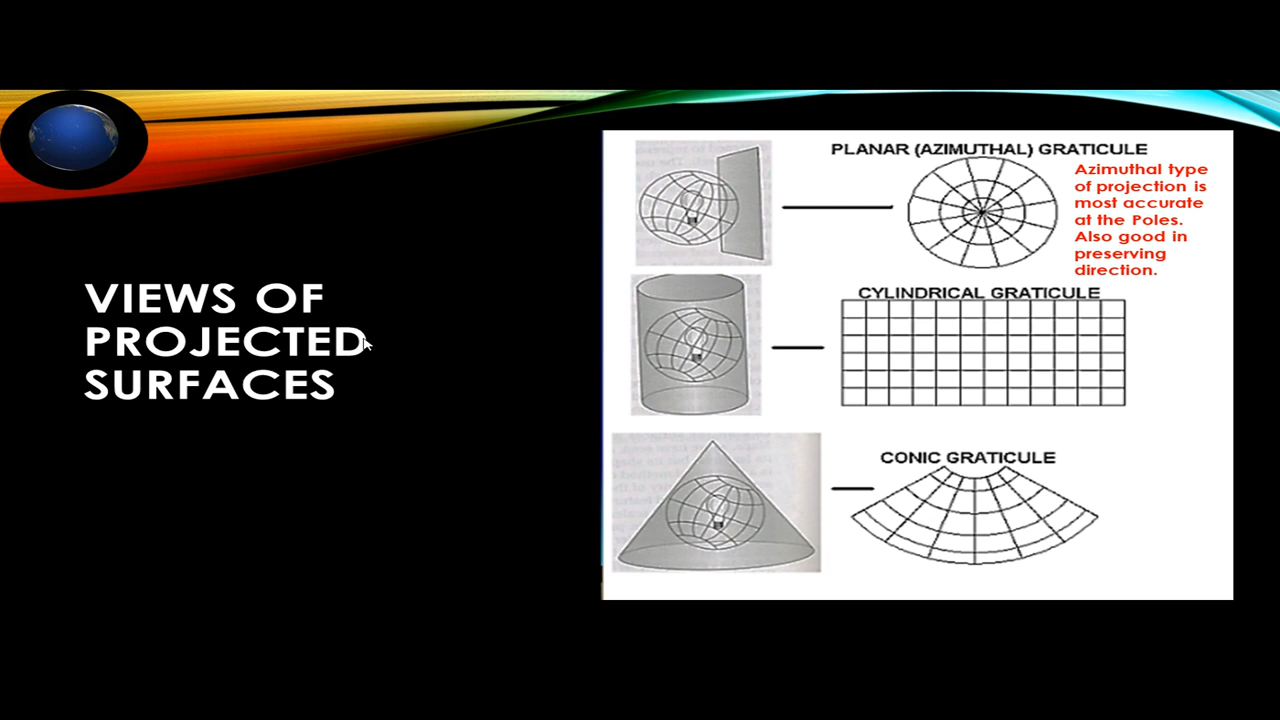 VIEWS OF
PROJECTED
SURFACES
PLANAR (AZIMUTHAL) GRATICULE
Azimuthal type
of projection is
most accurate
at the Poles.
Also good in
preserving
direction.
CYLINDRICAL GRATICULE
CONIC GRATICULE